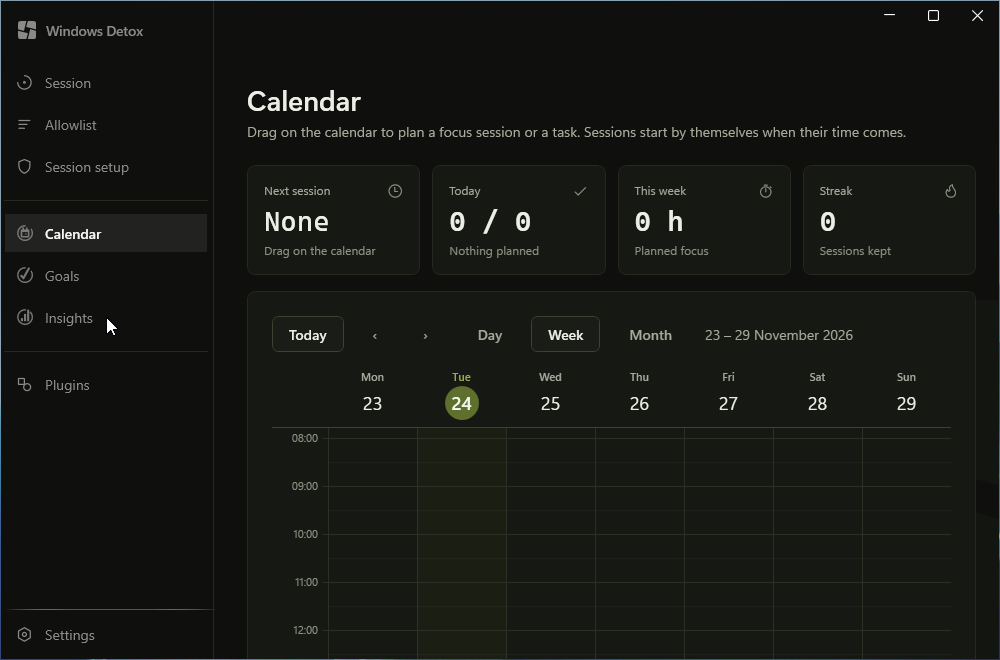 Windows Detox
Session
Allowlist
Session setup
Calendar
Goals
Insights
Plugins
Settings
Calendar
Drag on the calendar to plan a focus session or a task. Sessions start by themselves when their time comes.
Next session
None
Drag on the calendar
Today
0 / 0
Nothing planned
This week
0 h
Planned focus
Streak
0
Sessions kept
Today ‹ › Day Week Month 23 – 29 November 2026
Mon Tue Wed Thu Fri Sat Sun
23 24 25 26 27 28 29
08:00
09:00
10:00
11:00
12:00